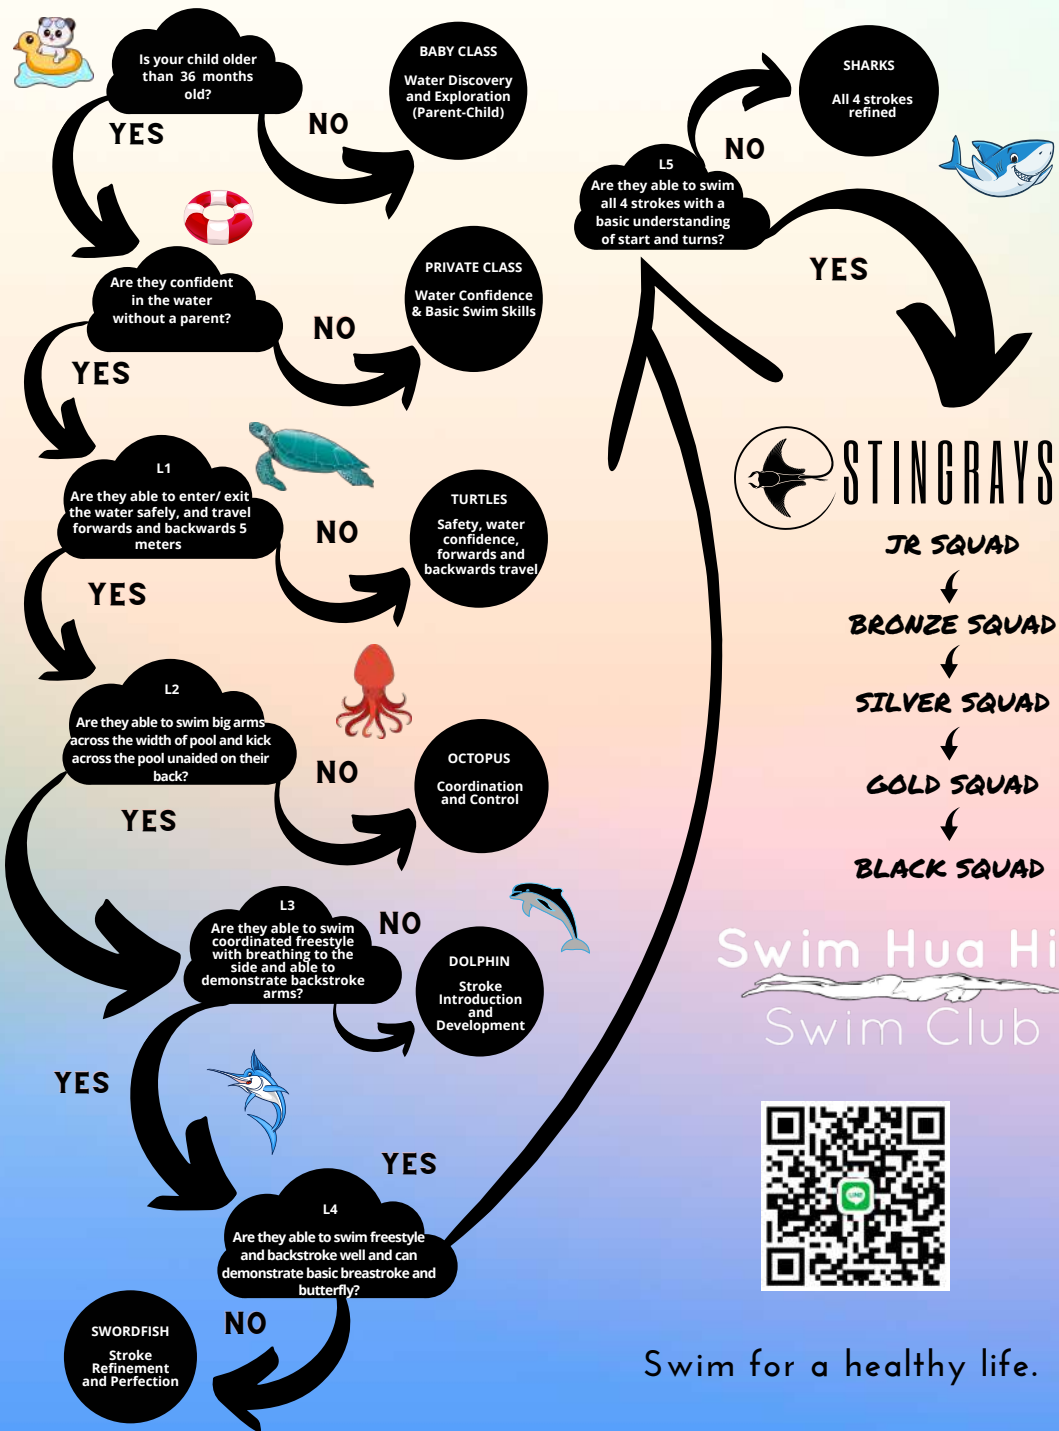 Is your child older
than 36 months
old?
YES
NO
BABY CLASS
Water Discovery
and Exploration
(Parent-Child)
Are they confident
in the water
without a parent?
YES
NO
PRIVATE CLASS
Water Confidence
& Basic Swim Skills
L1
Are they able to enter/ exit
the water safely, and travel
forwards and backwards 5
meters
YES
NO
TURTLES
Safety, water
confidence,
forwards and
backwards travel
L2
Are they able to swim big arms
across the width of pool and kick
across the pool unaided on their
back?
YES
NO
OCTOPUS
Coordination
and Control
L3
Are they able to swim
coordinated freestyle
with breathing to the
side and able to
demonstrate backstroke
arms?
YES
NO
DOLPHIN
Stroke
Introduction
and
Development
L4
Are they able to swim freestyle
and backstroke well and can
demonstrate basic breastroke and
butterfly?
YES
NO
SWORDFISH
Stroke
Refinement
and Perfection
L5
Are they able to swim
all 4 strokes with a
basic understanding
of start and turns?
NO
SHARKS
All 4 strokes
refined
YES
STINGRAYS
JR SQUAD
BRONZE SQUAD
SILVER SQUAD
GOLD SQUAD
BLACK SQUAD
Swim Hua Hi
Swim Club
LINE
Swim for a healthy life.